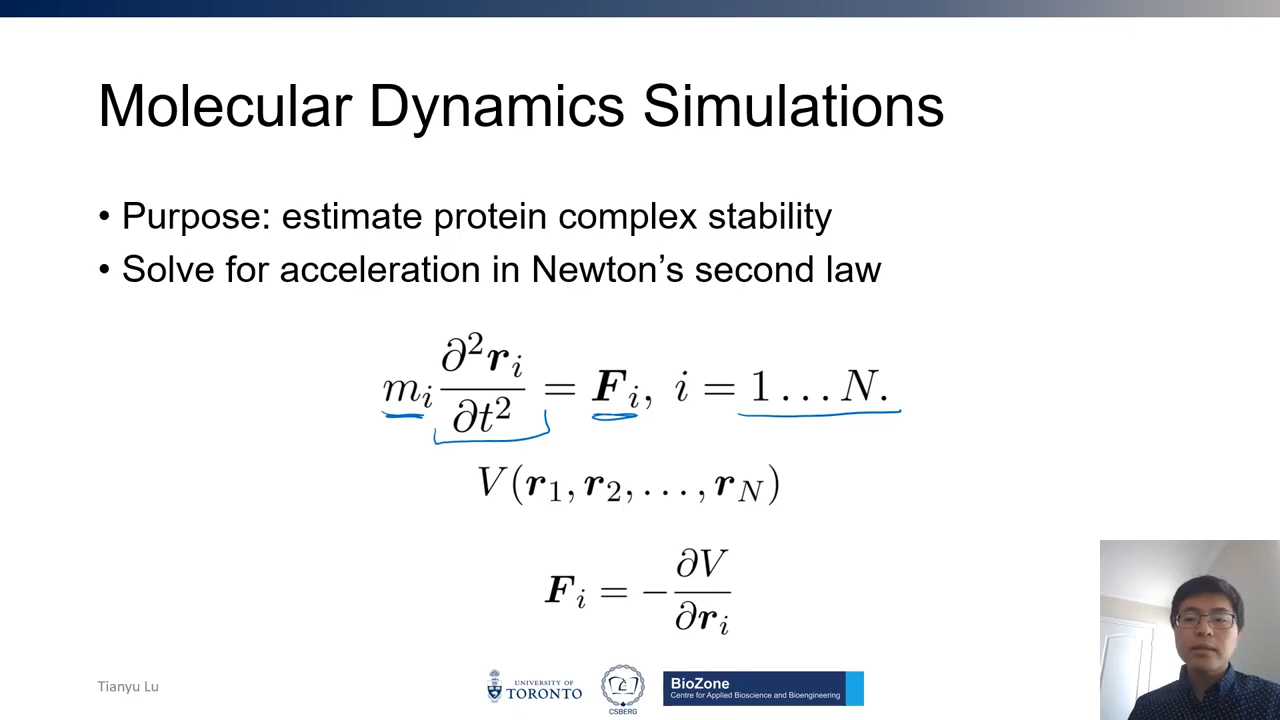 Molecular Dynamics Simulations
• Purpose: estimate protein complex stability
• Solve for acceleration in Newton’s second law
m_i ∂²r_i / ∂t² = F_i, i = 1 . . . N.
V(r_1, r_2, . . . , r_N)
F_i = − ∂V / ∂r_i
Tianyu Lu
UNIVERSITY OF
TORONTO
CSBERG
BioZone
Centre for Applied Bioscience and Bioengineering